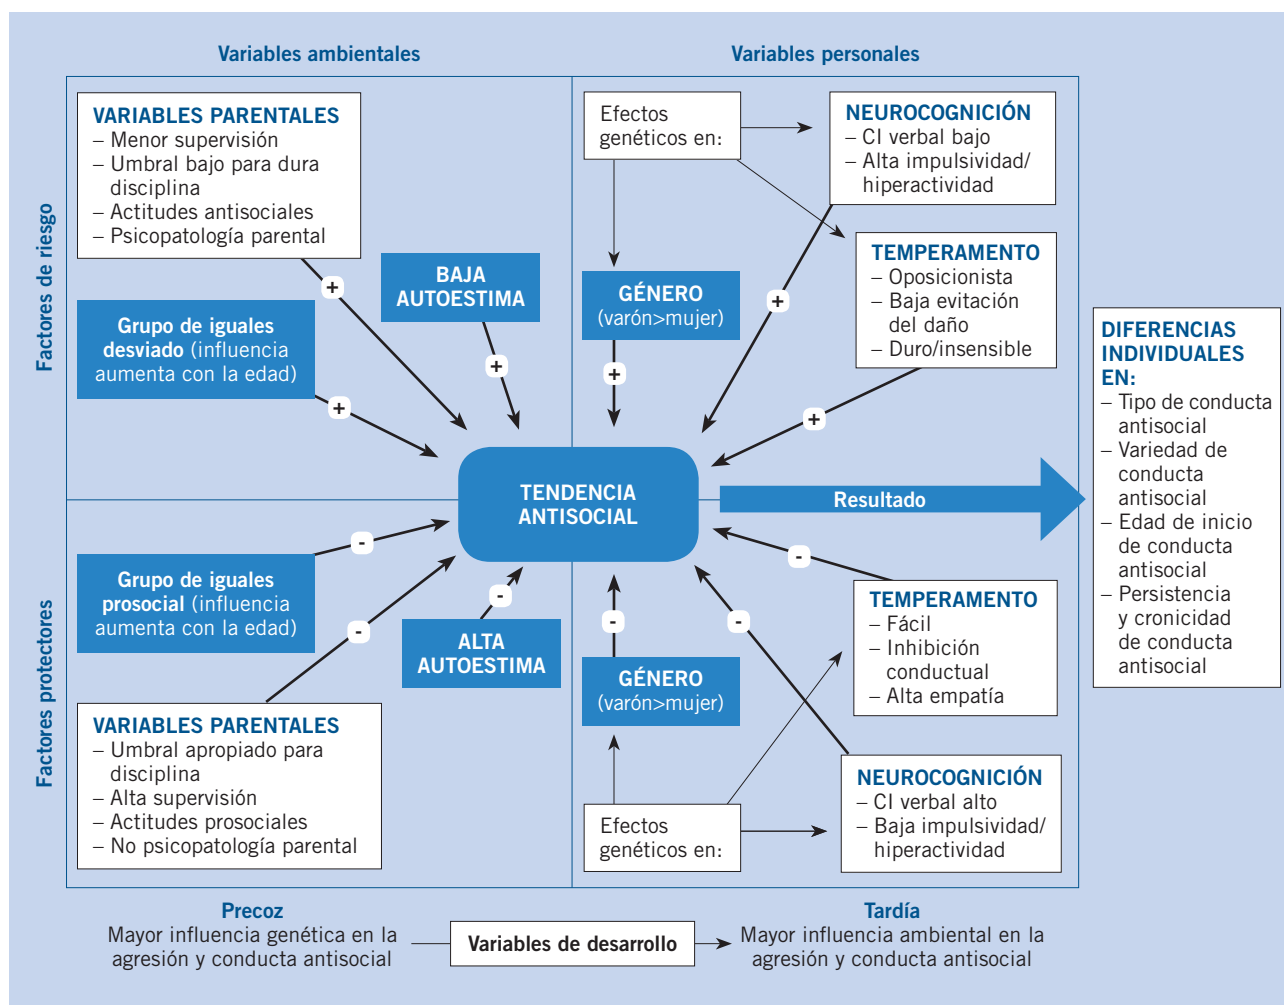 Variables ambientales
Variables personales
Factores de riesgo
VARIABLES PARENTALES
– Menor supervisión
– Umbral bajo para dura
disciplina
– Actitudes antisociales
– Psicopatología parental
+
BAJA
AUTOESTIMA
+
Grupo de iguales
desviado (influencia
aumenta con la edad)
+
Efectos
genéticos en:
NEUROCOGNICIÓN
– CI verbal bajo
– Alta impulsividad/
hiperactividad
+
GÉNERO
(varón>mujer)
+
TEMPERAMENTO
– Oposicionista
– Baja evitación
del daño
– Duro/insensible
+
TENDENCIA
ANTISOCIAL
Resultado
DIFERENCIAS
INDIVIDUALES
EN:
– Tipo de conducta
antisocial
– Variedad de
conducta
antisocial
– Edad de inicio
de conducta
antisocial
– Persistencia
y cronicidad
de conducta
antisocial
Factores protectores
Grupo de iguales
prosocial (influencia
aumenta con la edad)
-
ALTA
AUTOESTIMA
-
VARIABLES PARENTALES
– Umbral apropiado para
disciplina
– Alta supervisión
– Actitudes prosociales
– No psicopatología parental
-
GÉNERO
(varón>mujer)
-
TEMPERAMENTO
– Fácil
– Inhibición
conductual
– Alta empatía
-
Efectos
genéticos en:
NEUROCOGNICIÓN
– CI verbal alto
– Baja impulsividad/
hiperactividad
-
Precoz
Mayor influencia genética en la
agresión y conducta antisocial
Variables de desarrollo
Tardía
Mayor influencia ambiental en la
agresión y conducta antisocial